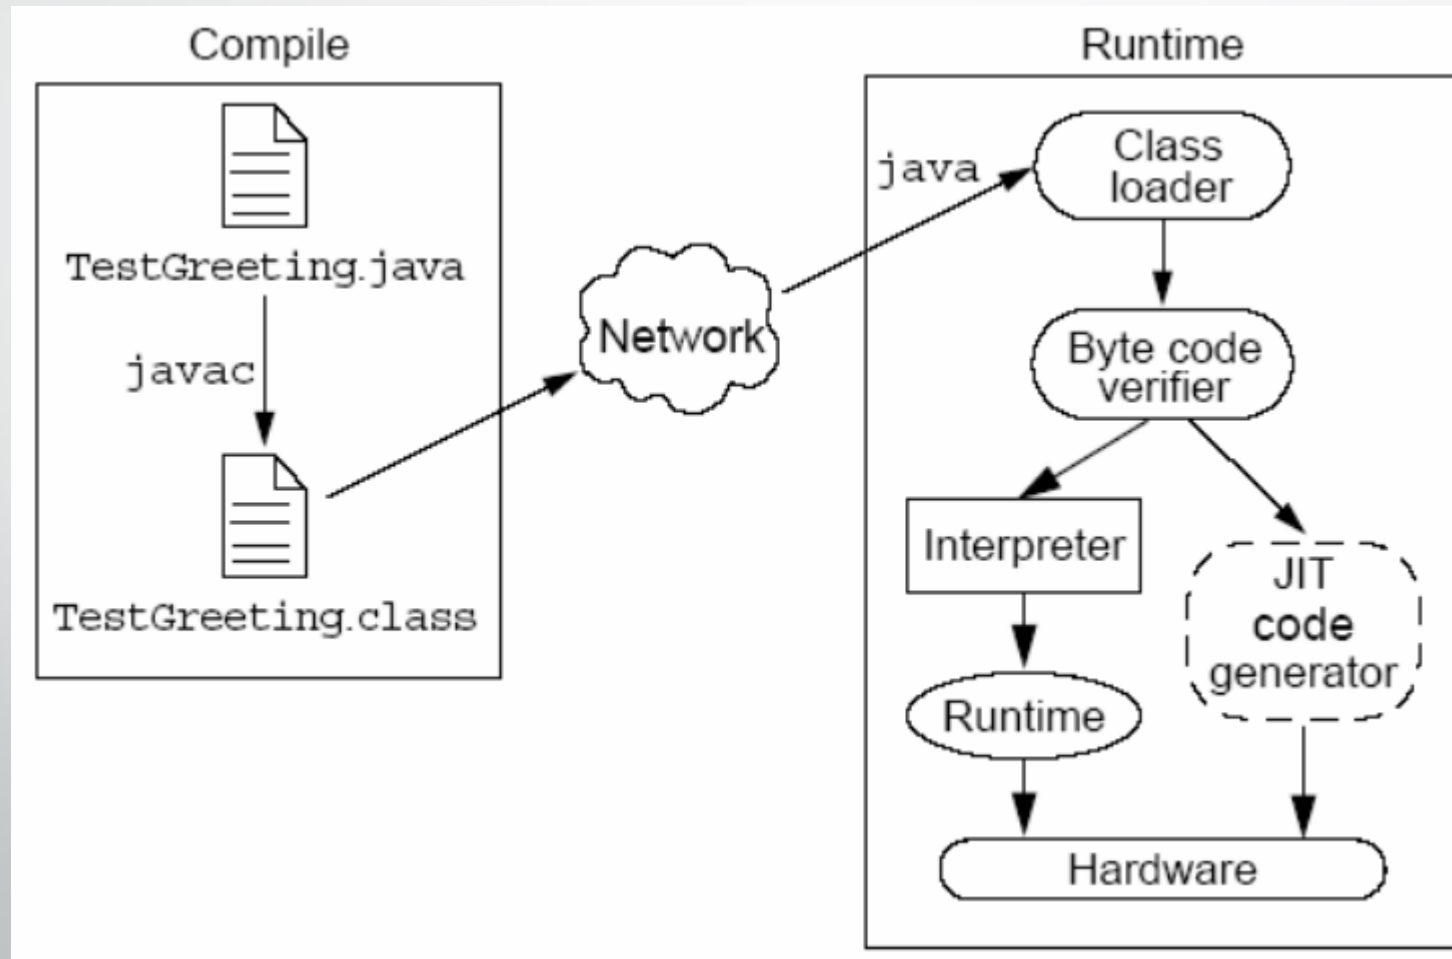 Compile
TestGreeting.java
javac
TestGreeting.class
Network
Runtime
java
Class
loader
Byte code
verifier
Interpreter
Runtime
JIT
code
generator
Hardware